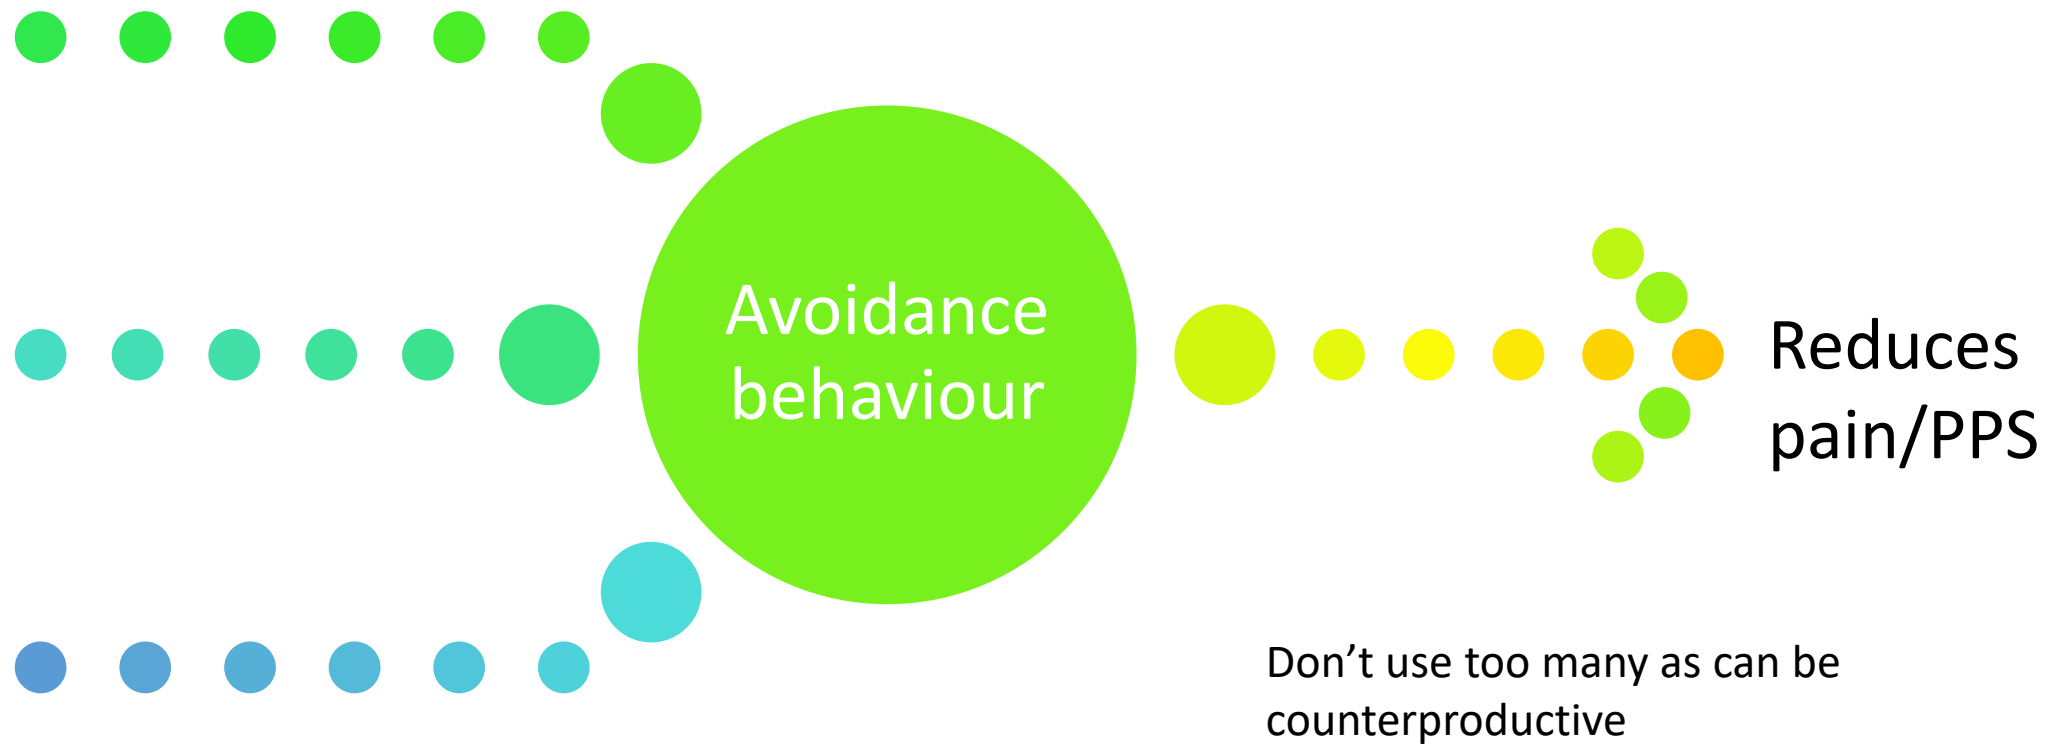 Avoidance
behaviour
Reduces
pain/PPS
Don’t use too many as can be
counterproductive